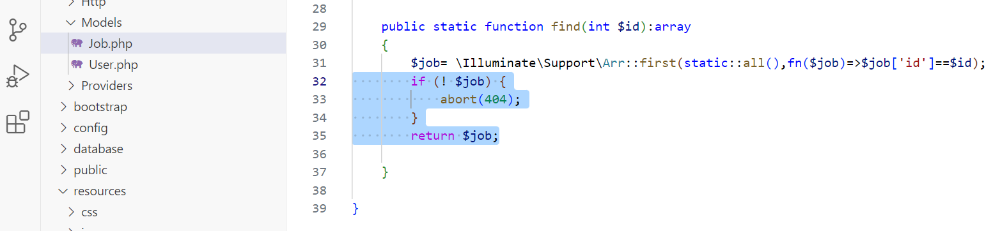 Http
Models
Job.php
User.php
Providers
bootstrap
config
database
public
resources
css
28
29 public static function find(int $id):array
30 {
31 $job= \Illuminate\Support\Arr::first(static::all(),fn($job)=>$job['id']==$id);
32 if (! $job) {
33 abort(404);
34 }
35 return $job;
36
37 }
38
39 }